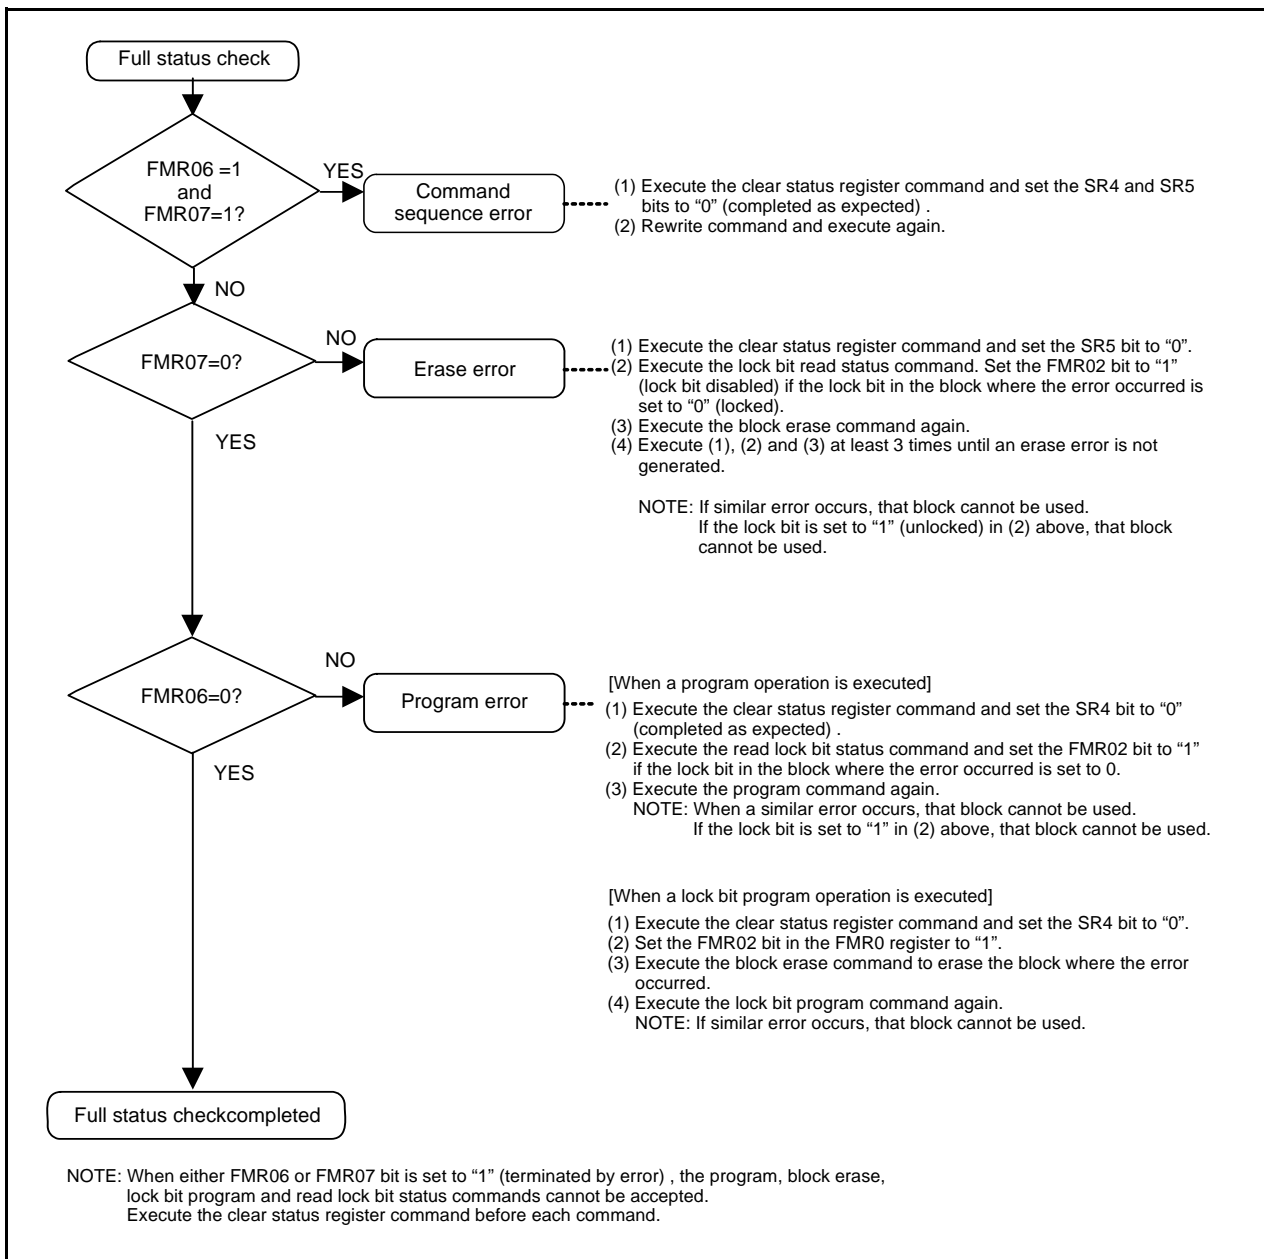 Full status check
FMR06 =1
and
FMR07=1?
YES
Command
sequence error
(1) Execute the clear status register command and set the SR4 and SR5
bits to “0” (completed as expected) .
(2) Rewrite command and execute again.
NO
FMR07=0?
NO
Erase error
(1) Execute the clear status register command and set the SR5 bit to “0”.
(2) Execute the lock bit read status command. Set the FMR02 bit to “1”
(lock bit disabled) if the lock bit in the block where the error occurred is
set to “0” (locked).
(3) Execute the block erase command again.
(4) Execute (1), (2) and (3) at least 3 times until an erase error is not
generated.
NOTE: If similar error occurs, that block cannot be used.
If the lock bit is set to “1” (unlocked) in (2) above, that block
cannot be used.
YES
FMR06=0?
NO
Program error
[When a program operation is executed]
(1) Execute the clear status register command and set the SR4 bit to “0”
(completed as expected) .
(2) Execute the read lock bit status command and set the FMR02 bit to “1”
if the lock bit in the block where the error occurred is set to 0.
(3) Execute the program command again.
NOTE: When a similar error occurs, that block cannot be used.
If the lock bit is set to “1” in (2) above, that block cannot be used.
YES
[When a lock bit program operation is executed]
(1) Execute the clear status register command and set the SR4 bit to “0”.
(2) Set the FMR02 bit in the FMR0 register to “1”.
(3) Execute the block erase command to erase the block where the error
occurred.
(4) Execute the lock bit program command again.
NOTE: If similar error occurs, that block cannot be used.
Full status checkcompleted
NOTE: When either FMR06 or FMR07 bit is set to “1” (terminated by error) , the program, block erase,
lock bit program and read lock bit status commands cannot be accepted.
Execute the clear status register command before each command.